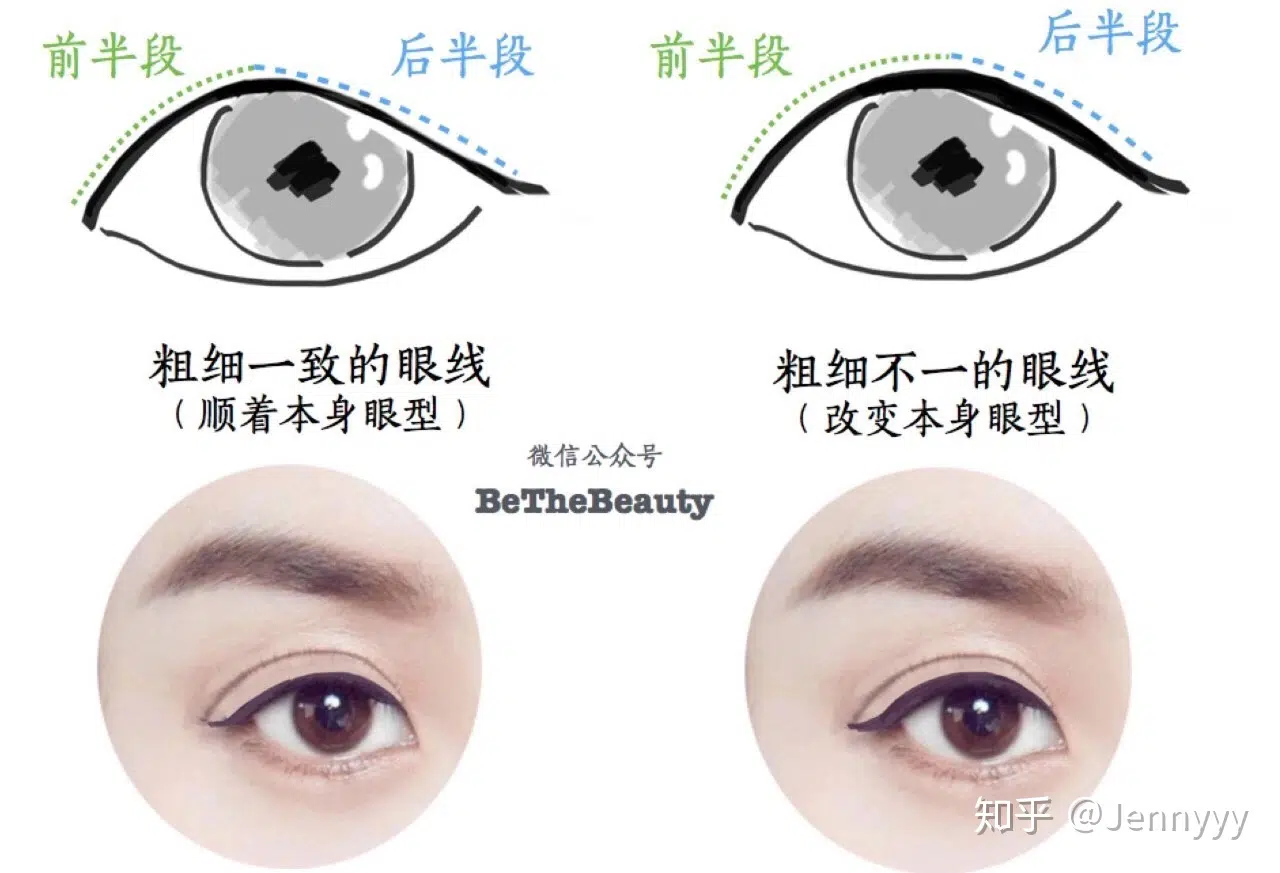 前半段
后半段
前半段
后半段
粗细一致的眼线
（顺着本身眼型）
粗细不一的眼线
（改变本身眼型）
微信公众号
BeTheBeauty
知乎 @Jennyyy